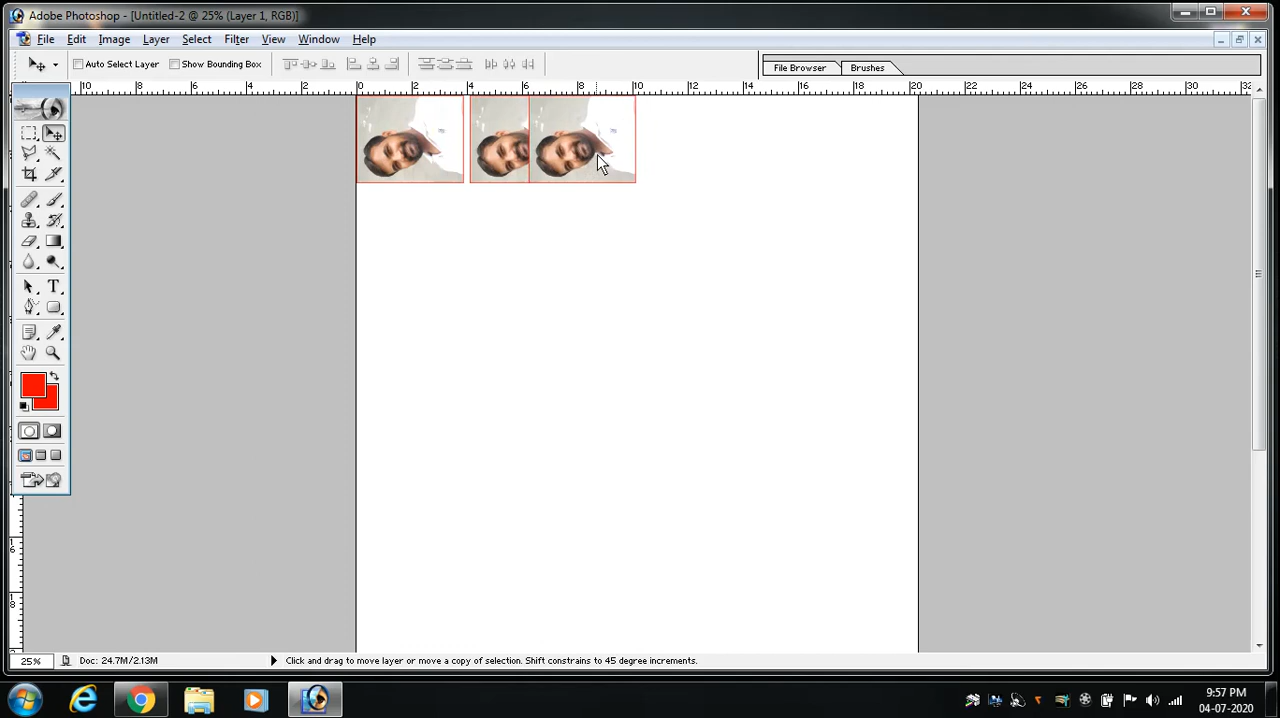 Adobe Photoshop - [Untitled-2 @ 25% (Layer 1, RGB)]
File Edit Image Layer Select Filter View Window Help
Auto Select Layer Show Bounding Box File Browser Brushes
10 8 6 4 2 0 2 4 6 8 10 12 14 16 18 20 22 24 26 28 30 32
16
18
25% Doc: 24.7M/2.13M Click and drag to move layer or move a copy of selection. Shift constrains to 45 degree increments.
9:57 PM
04-07-2020